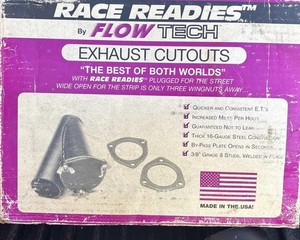 RACE READIES™
By FLOW TECH
EXHAUST CUTOUTS
"THE BEST OF BOTH WORLDS"
WITH RACE READIES™ PLUGGED FOR THE STREET
WIDE OPEN FOR THE STRIP IS ONLY THREE WINGNUTS AWAY
QUICKER AND CONSISTENT E.T.'S
INCREASED MILES PER HOUR
GUARANTEED NOT TO LEAK
THICK 16-GAUGE STEEL CONSTRUCTION
BY-PASS PLATE OPENS IN SECONDS
3/8" GRADE 8 STUDS, WELDED IN FLANGE
MADE IN THE USA!